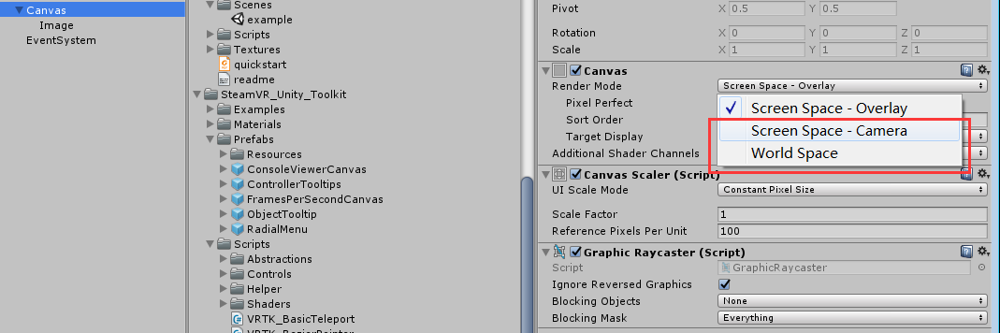 Canvas
Image
EventSystem
Scenes
example
Scripts
Textures
quickstart
readme
SteamVR_Unity_Toolkit
Examples
Materials
Prefabs
Resources
ConsoleViewerCanvas
ControllerTooltips
FramesPerSecondCanvas
ObjectTooltip
RadialMenu
Scripts
Abstractions
Controls
Helper
Shaders
VRTK_BasicTeleport
VRTK_BezierPointer
Pivot X 0.5 Y 0.5
Rotation X 0 Y 0 Z 0
Scale X 1 Y 1 Z 1
Canvas
Render Mode Screen Space - Overlay
Pixel Perfect
Sort Order
Target Display
Additional Shader Channels
Screen Space - Overlay
Screen Space - Camera
World Space
Canvas Scaler (Script)
UI Scale Mode Constant Pixel Size
Scale Factor 1
Reference Pixels Per Unit 100
Graphic Raycaster (Script)
Script GraphicRaycaster
Ignore Reversed Graphics
Blocking Objects None
Blocking Mask Everything